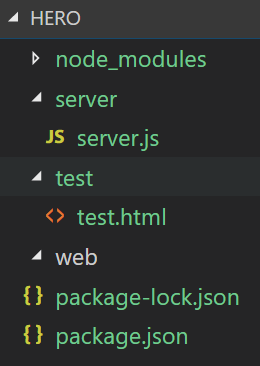 HERO
node_modules
server
JS server.js
test
<> test.html
web
{} package-lock.json
{} package.json